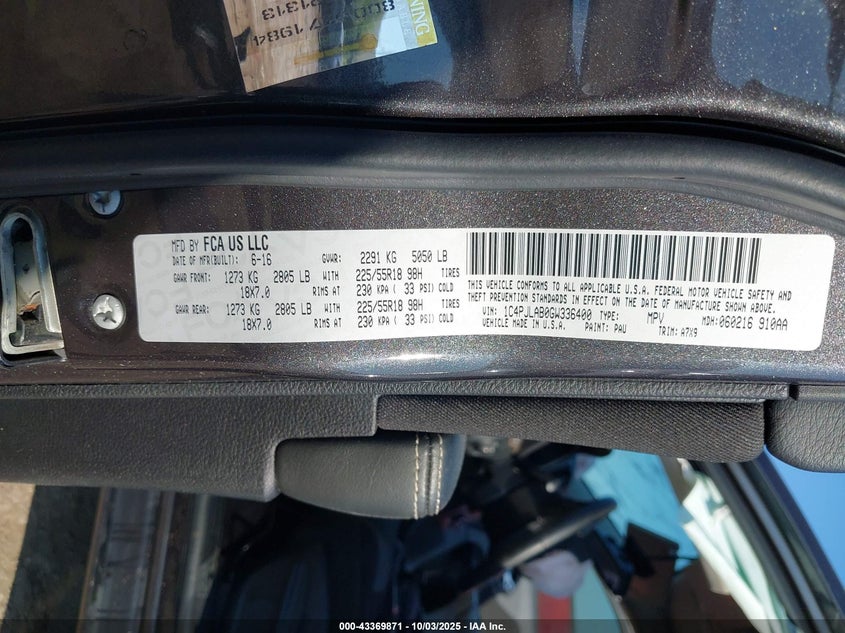 NING
800
1984
31313
MFD BY FCA US LLC
DATE OF MFR(BUILT): 6-16 GVWR: 2291 KG 5050 LB
GAWR FRONT: 1273 KG 2805 LB WITH 225/55R18 98H TIRES
18X7.0 RIMS AT 230 KPA ( 33 PSI) COLD
GAWR REAR: 1273 KG 2805 LB WITH 225/55R18 98H TIRES
18X7.0 RIMS AT 230 KPA ( 33 PSI) COLD
THIS VEHICLE CONFORMS TO ALL APPLICABLE U.S.A. FEDERAL MOTOR VEHICLE SAFETY AND
THEFT PREVENTION STANDARDS IN EFFECT ON THE DATE OF MANUFACTURE SHOWN ABOVE.
VIN: 1C4PJLAB0GW336400 TYPE: MPV MDH: 060216 910AA
VEHICLE MADE IN U.S.A. PAINT: PAU TRIM: A7X9
000-43369871 - 10/03/2025 - IAA Inc.